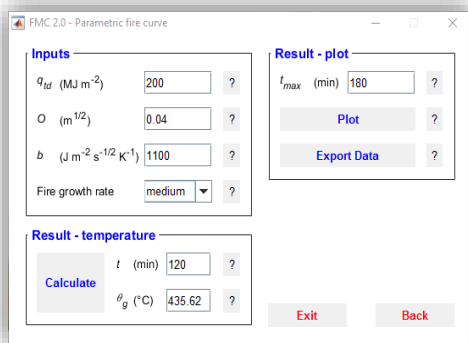 FMC 2.0 - Parametric fire curve
Inputs
q_td (MJ m^-2) 200 ?
O (m^1/2) 0.04 ?
b (J m^-2 s^-1/2 K^-1) 1100 ?
Fire growth rate medium ?
Result - temperature
Calculate
t (min) 120 ?
θ_g (°C) 435.62 ?
Result - plot
t_max (min) 180 ?
Plot ?
Export Data ?
Exit Back